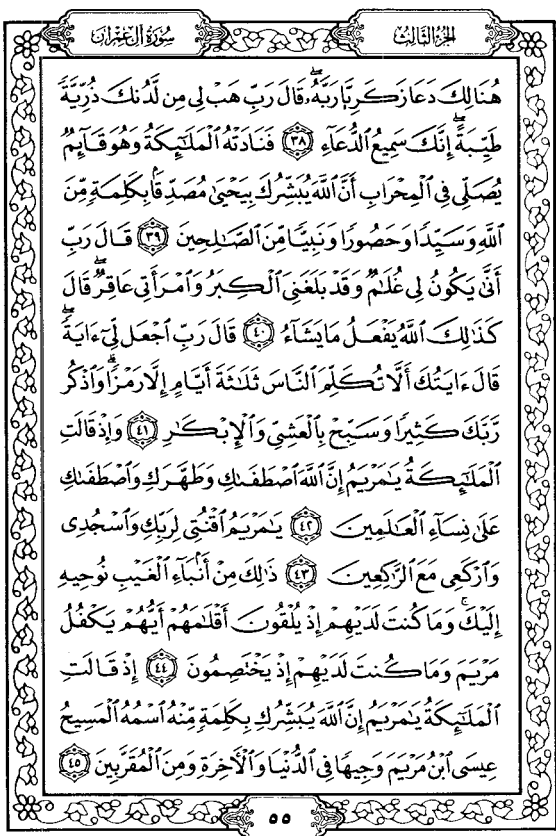 سُورَةُ آلِ عِمْرَانَ
الجُزْءُ الثَّالِثُ
هُنَالِكَ دَعَا زَكَرِيَّا رَبَّهُۥۖ قَالَ رَبِّ هَبْ لِى مِن لَّدُنكَ ذُرِّيَّةً
طَيِّبَةًۖ إِنَّكَ سَمِيعُ ٱلدُّعَآءِ ٣٨ فَنَادَتْهُ ٱلْمَلَٰٓئِكَةُ وَهُوَ قَآئِمٌ
يُصَلِّى فِى ٱلْمِحْرَابِ أَنَّ ٱللَّهَ يُبَشِّرُكَ بِيَحْيَىٰ مُصَدِّقًۢا بِكَلِمَةٍ مِّنَ
ٱللَّهِ وَسَيِّدًا وَحَصُورًا وَنَبِيًّا مِّنَ ٱلصَّٰلِحِينَ ٣٩ قَالَ رَبِّ
أَنَّىٰ يَكُونُ لِى غُلَٰمٌ وَقَدْ بَلَغَنِىَ ٱلْكِبَرُ وَٱمْرَأَتِى عَاقِرٌۖ قَالَ
كَذَٰلِكَ ٱللَّهُ يَفْعَلُ مَا يَشَآءُ ٤٠ قَالَ رَبِّ ٱجْعَل لِّىٓ ءَايَةًۖ
قَالَ ءَايَتُكَ أَلَّا تُكَلِّمَ ٱلنَّاسَ ثَلَٰثَةَ أَيَّامٍ إِلَّا رَمْزًاۗ وَٱذْكُر
رَّبَّكَ كَثِيرًا وَسَبِّحْ بِٱلْعَشِىِّ وَٱلْإِبْكَٰرِ ٤١ وَإِذْ قَالَتِ
ٱلْمَلَٰٓئِكَةُ يَٰمَرْيَمُ إِنَّ ٱللَّهَ ٱصْطَفَىٰكِ وَطَهَّرَكِ وَٱصْطَفَىٰكِ
عَلَىٰ نِسَآءِ ٱلْعَٰلَمِينَ ٤٢ يَٰمَرْيَمُ ٱقْنُتِى لِرَبِّكِ وَٱسْجُدِى
وَٱرْكَعِى مَعَ ٱلرَّٰكِعِينَ ٤٣ ذَٰلِكَ مِنْ أَنۢبَآءِ ٱلْغَيْبِ نُوحِيهِ
إِلَيْكَۚ وَمَا كُنتَ لَدَيْهِمْ إِذْ يُلْقُونَ أَقْلَٰمَهُمْ أَيُّهُمْ يَكْفُلُ
مَرْيَمَ وَمَا كُنتَ لَدَيْهِمْ إِذْ يَخْتَصِمُونَ ٤٤ إِذْ قَالَتِ
ٱلْمَلَٰٓئِكَةُ يَٰمَرْيَمُ إِنَّ ٱللَّهَ يُبَشِّرُكِ بِكَلِمَةٍ مِّنْهُ ٱسْمُهُ ٱلْمَسِيحُ
عِيسَى ٱبْنُ مَرْيَمَ وَجِيهًا فِى ٱلدُّنْيَا وَٱلْءَاخِرَةِ وَمِنَ ٱلْمُقَرَّبِينَ ٤٥
٥٥